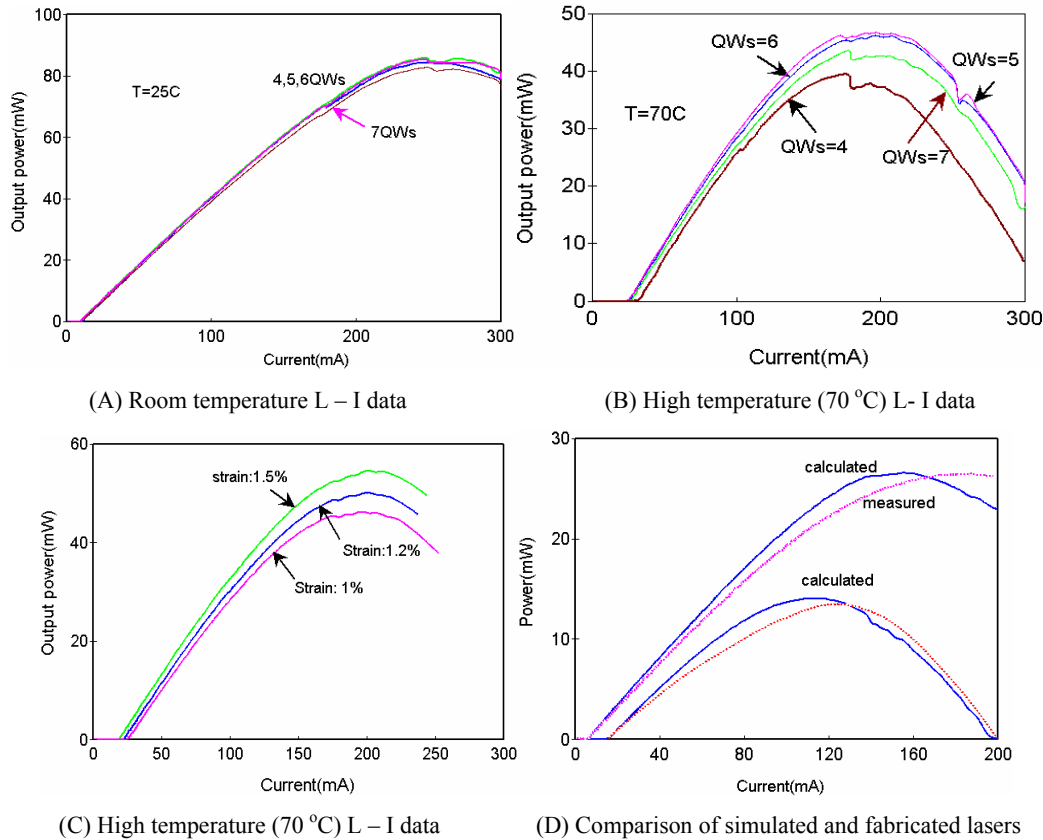 100
80
60
40
20
0
Output power(mW)
T=25C
4,5,6QWs
7QWs
0
100
200
300
Current(mA)
(A) Room temperature L – I data
50
40
30
20
10
0
Output power(mW)
QWs=6
QWs=5
T=70C
QWs=4
QWs=7
0
100
200
300
Current(mA)
(B) High temperature (70 °C) L- I data
60
40
20
0
Output power(mW)
strain:1.5%
Strain:1.2%
Strain: 1%
0
50
100
150
200
250
300
Current(mA)
(C) High temperature (70 °C) L – I data
30
20
10
0
Power(mW)
calculated
measured
calculated
0
40
80
120
160
200
Current(mA)
(D) Comparison of simulated and fabricated lasers